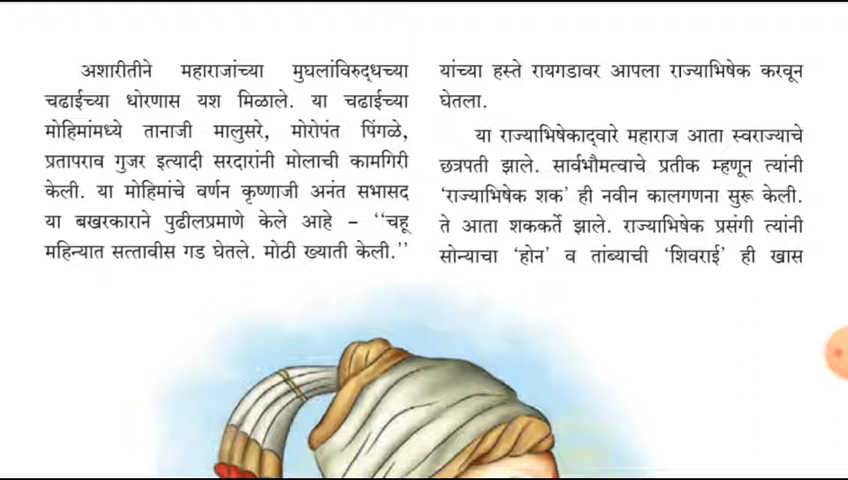 अशारीतीने महाराजांच्या मुघलांविरुद्धच्या
चढाईच्या धोरणास यश मिळाले. या चढाईच्या
मोहिमांमध्ये तानाजी मालुसरे, मोरोपंत पिंगळे,
प्रतापराव गुजर इत्यादी सरदारांनी मोलाची कामगिरी
केली. या मोहिमांचे वर्णन कृष्णाजी अनंत सभासद
या बखरकाराने पुढीलप्रमाणे केले आहे – ‘‘चहू
महिन्यात सत्तावीस गड घेतले. मोठी ख्याती केली.’’
यांच्या हस्ते रायगडावर आपला राज्याभिषेक करवून
घेतला.
या राज्याभिषेकाद्वारे महाराज आता स्वराज्याचे
छत्रपती झाले. सार्वभौमत्वाचे प्रतीक म्हणून त्यांनी
‘राज्याभिषेक शक’ ही नवीन कालगणना सुरू केली.
ते आता शककर्ते झाले. राज्याभिषेक प्रसंगी त्यांनी
सोन्याचा ‘होन’ व तांब्याची ‘शिवराई’ ही खास